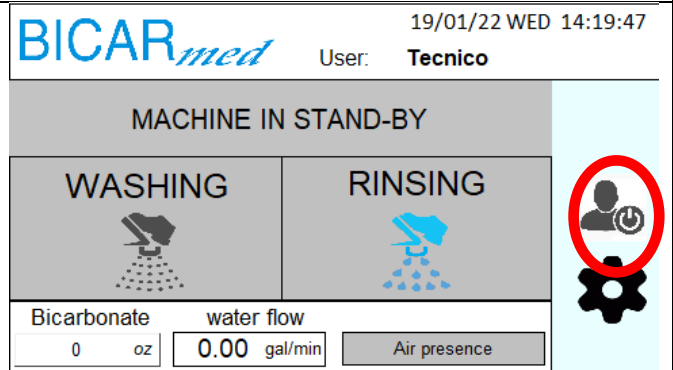 19/01/22 WED 14:19:47
BICARmed
User: Tecnico
MACHINE IN STAND-BY
WASHING RINSING
Bicarbonate water flow
0 oz 0.00 gal/min Air presence